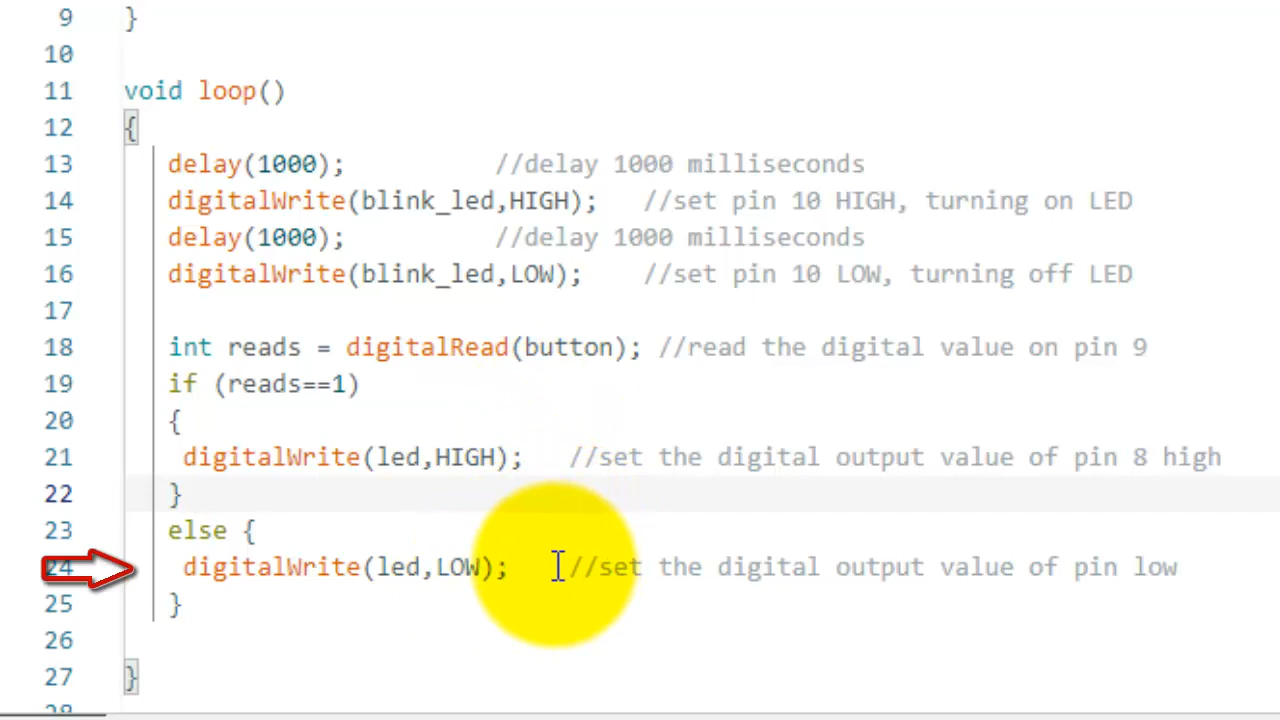 9 }
10
11 void loop()
12 {
13 delay(1000); //delay 1000 milliseconds
14 digitalWrite(blink_led,HIGH); //set pin 10 HIGH, turning on LED
15 delay(1000); //delay 1000 milliseconds
16 digitalWrite(blink_led,LOW); //set pin 10 LOW, turning off LED
17
18 int reads = digitalRead(button); //read the digital value on pin 9
19 if (reads==1)
20 {
21 digitalWrite(led,HIGH); //set the digital output value of pin 8 high
22 }
23 else {
24 digitalWrite(led,LOW); //set the digital output value of pin low
25 }
26
27 }
28